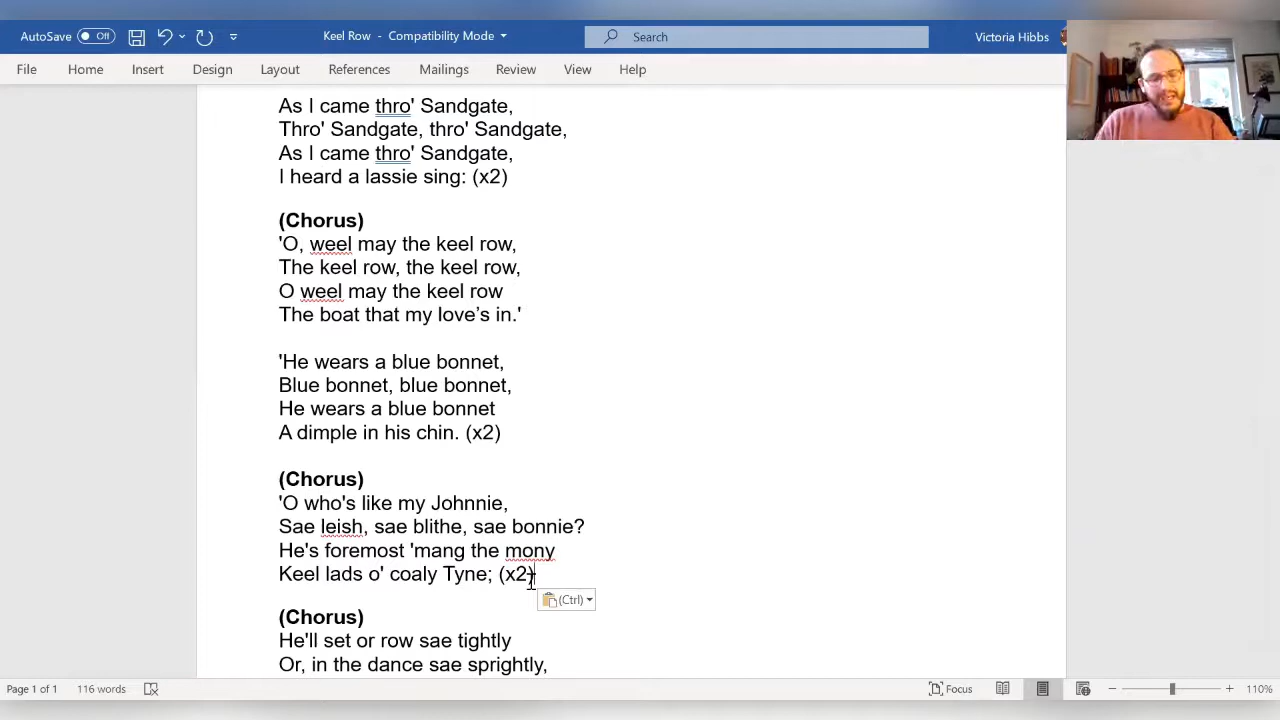 AutoSave Off Keel Row - Compatibility Mode Search Victoria Hibbs
File Home Insert Design Layout References Mailings Review View Help
As I came thro' Sandgate,
Thro' Sandgate, thro' Sandgate,
As I came thro' Sandgate,
I heard a lassie sing: (x2)
(Chorus)
'O, weel may the keel row,
The keel row, the keel row,
O weel may the keel row
The boat that my love’s in.'
'He wears a blue bonnet,
Blue bonnet, blue bonnet,
He wears a blue bonnet
A dimple in his chin. (x2)
(Chorus)
'O who's like my Johnnie,
Sae leish, sae blithe, sae bonnie?
He's foremost 'mang the mony
Keel lads o' coaly Tyne; (x2)
(Ctrl)
(Chorus)
He'll set or row sae tightly
Or, in the dance sae sprightly,
Page 1 of 1 116 words Focus 110%